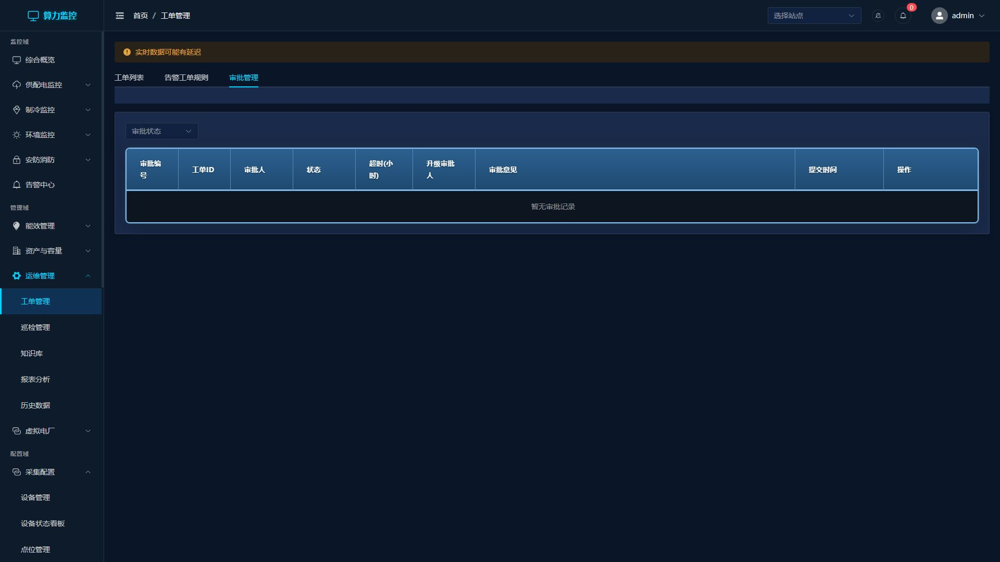 算力监控
首页 / 工单管理
选择站点
0
admin
监控域
综合概览
供配电监控
制冷监控
环境监控
安防消防
告警中心
管理域
能效管理
资产与容量
运维管理
工单管理
巡检管理
知识库
报表分析
历史数据
虚拟电厂
配置域
采集配置
设备管理
设备状态看板
点位管理
实时数据可能有延迟
工单列表 告警工单规则 审批管理
审批状态
审批编号 工单ID 审批人 状态 超时(小时) 升级审批人 审批意见 提交时间 操作
暂无审批记录